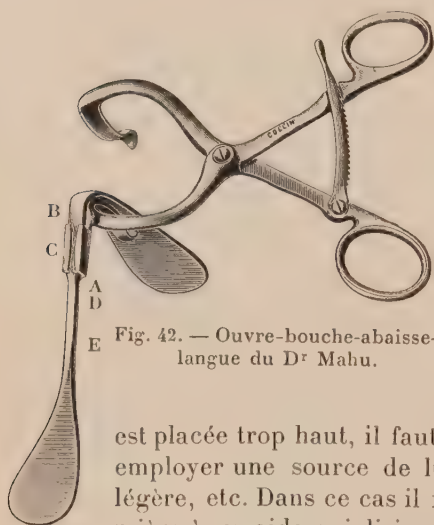 COLLIN
B
C
A
D
E
Fig. 42. — Ouvre-bouche-abaisse-
langue du Dr Mahu.
est placée trop haut, il faut
employer une source de l
légère, etc. Dans ce cas il